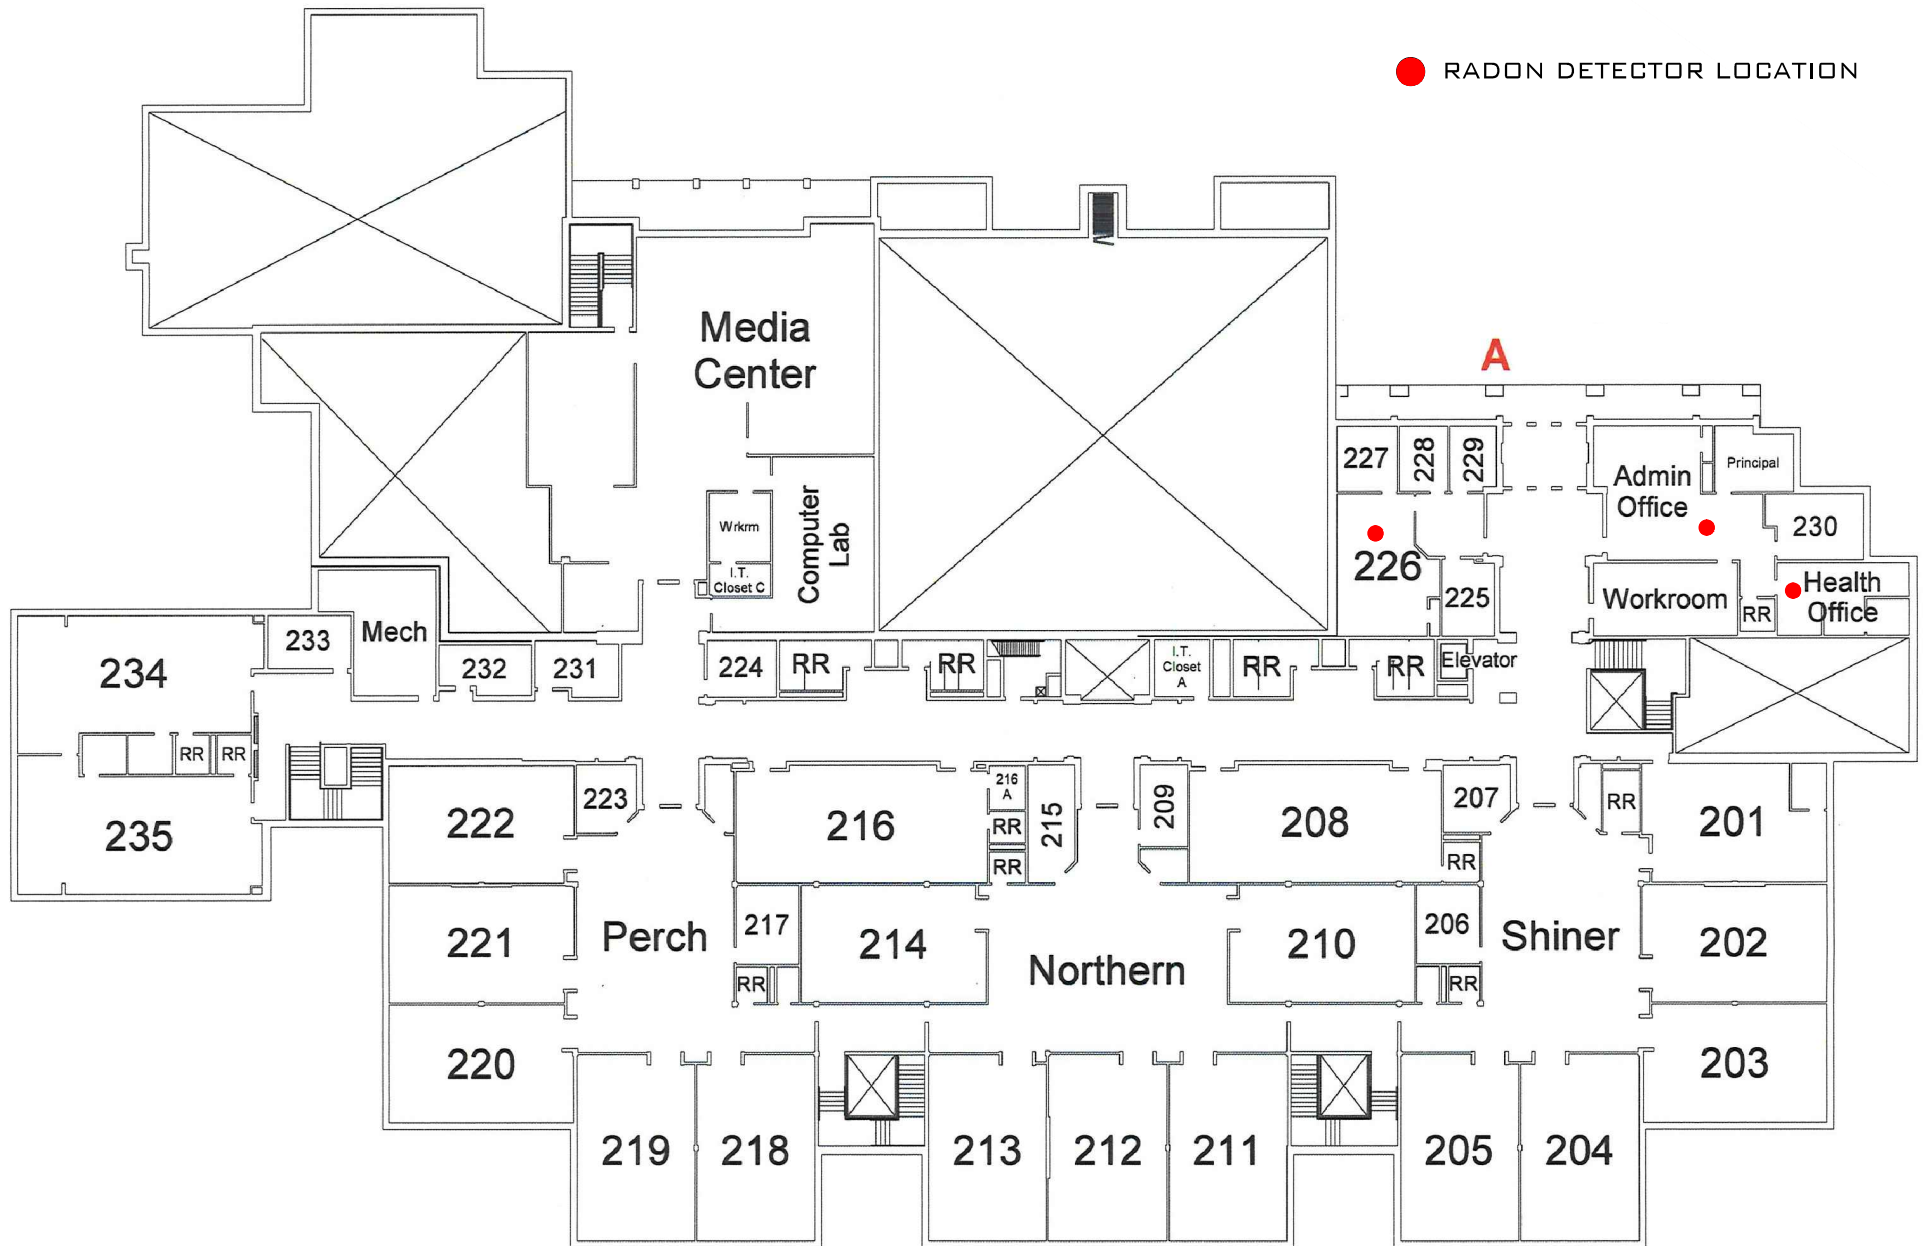 RADON DETECTOR LOCATION
A
Media
Center
227
228
229
Admin
Office
Principal
230
Wrkrm
I.T.
Closet C
Computer
Lab
226
225
Workroom
RR
Health
Office
234
233
Mech
232
231
224
RR
RR
I.T.
Closet
A
RR
RR
Elevator
RR
RR
235
222
223
216
216
A
RR
RR
215
209
208
207
RR
RR
201
221
Perch
217
RR
214
Northern
210
206
RR
Shiner
202
220
203
219
218
213
212
211
205
204